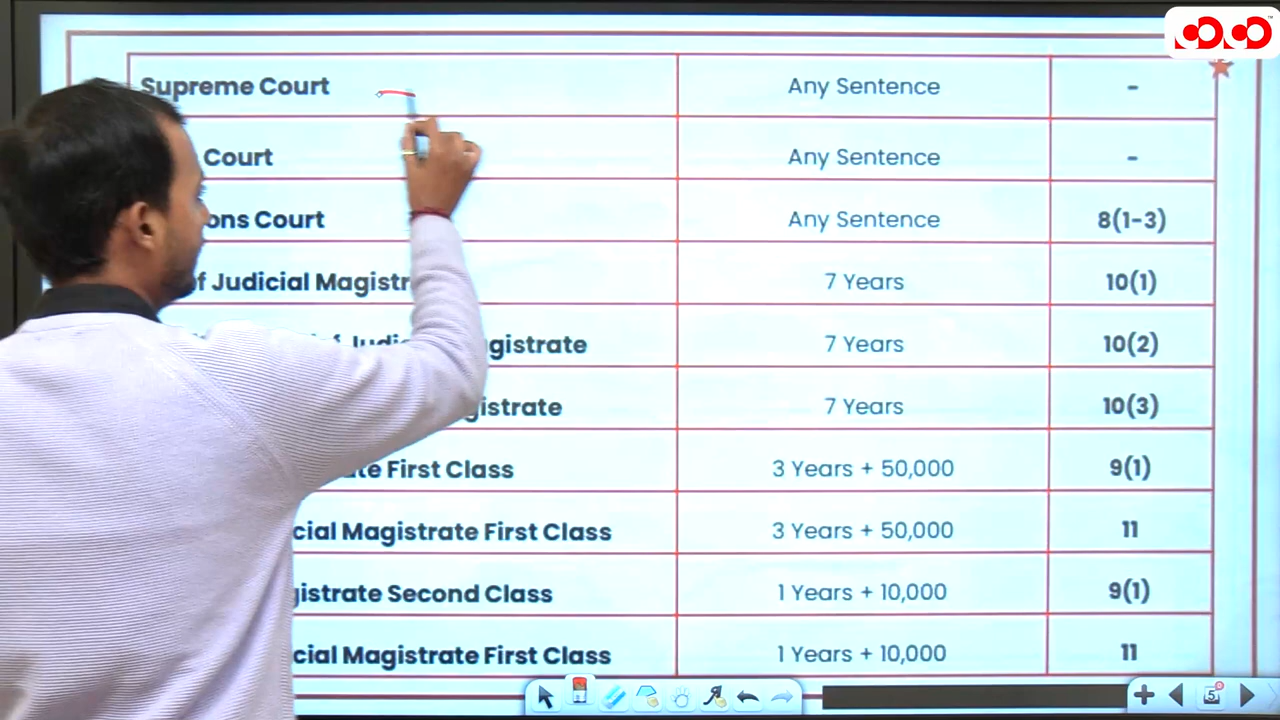 Supreme Court Any Sentence -
Court Any Sentence -
ons Court Any Sentence 8(1-3)
f Judicial Magistr 7 Years 10(1)
gistrate 7 Years 10(2)
gistrate 7 Years 10(3)
ate First Class 3 Years + 50,000 9(1)
cial Magistrate First Class 3 Years + 50,000 11
gistrate Second Class 1 Years + 10,000 9(1)
cial Magistrate First Class 1 Years + 10,000 11
5